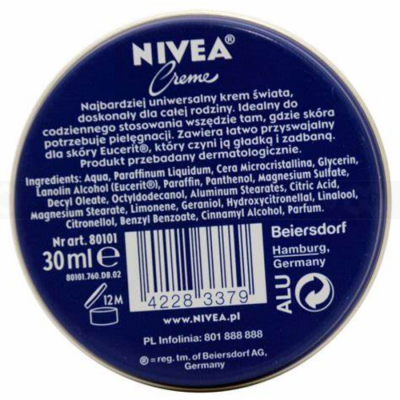 NIVEA®
Creme
Najbardziej uniwersalny krem świata,
doskonały dla całej rodziny. Idealny do
codziennego stosowania wszędzie tam, gdzie skóra
potrzebuje pielęgnacji. Zawiera łatwo przyswajalny
dla skóry Eucerit®, który czyni ją gładką i zadbaną.
Produkt przebadany dermatologicznie.
Ingredients: Aqua, Paraffinum Liquidum, Cera Microcristallina, Glycerin,
Lanolin Alcohol (Eucerit®), Paraffin, Panthenol, Magnesium Sulfate,
Decyl Oleate, Octyldodecanol, Aluminum Stearates, Citric Acid,
Magnesium Stearate, Limonene, Geraniol, Hydroxycitronellal, Linalool,
Citronellol, Benzyl Benzoate, Cinnamyl Alcohol, Parfum.
Nr art. 80101
30ml e
80101.760.DB.02
12M
4228 3379
Beiersdorf
Hamburg,
Germany
ALU
www.NIVEA.pl
PL Infolinia: 801 888 888
® = reg. tm. of Beiersdorf AG,
Germany